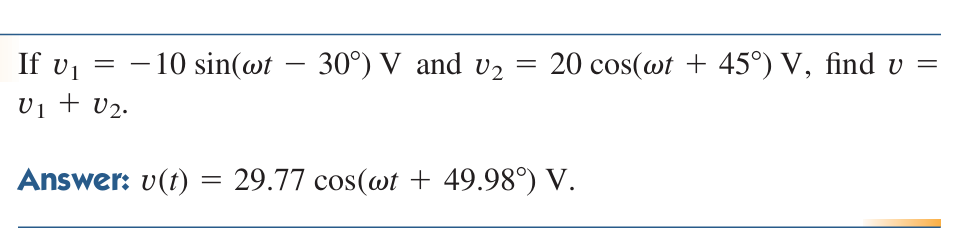 If v₁ = −10 sin(ωt − 30°) V and v₂ = 20 cos(ωt + 45°) V, find v =
v₁ + v₂.
Answer: v(t) = 29.77 cos(ωt + 49.98°) V.